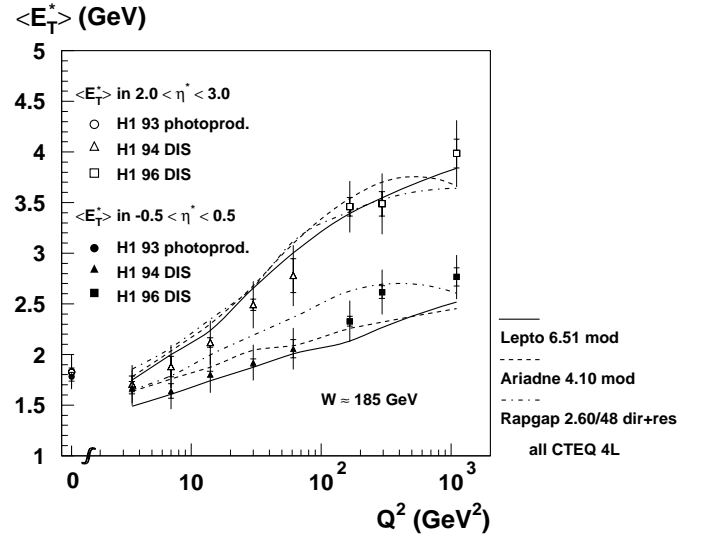 <E*T> (GeV)
5
4.5
4
3.5
3
2.5
2
1.5
1
<E*T> in 2.0 < η* < 3.0
H1 93 photoprod.
H1 94 DIS
H1 96 DIS
<E*T> in -0.5 < η* < 0.5
H1 93 photoprod.
H1 94 DIS
H1 96 DIS
W ≈ 185 GeV
Lepto 6.51 mod
Ariadne 4.10 mod
Rapgap 2.60/48 dir+res
all CTEQ 4L
0 10 10² 10³
Q² (GeV²)